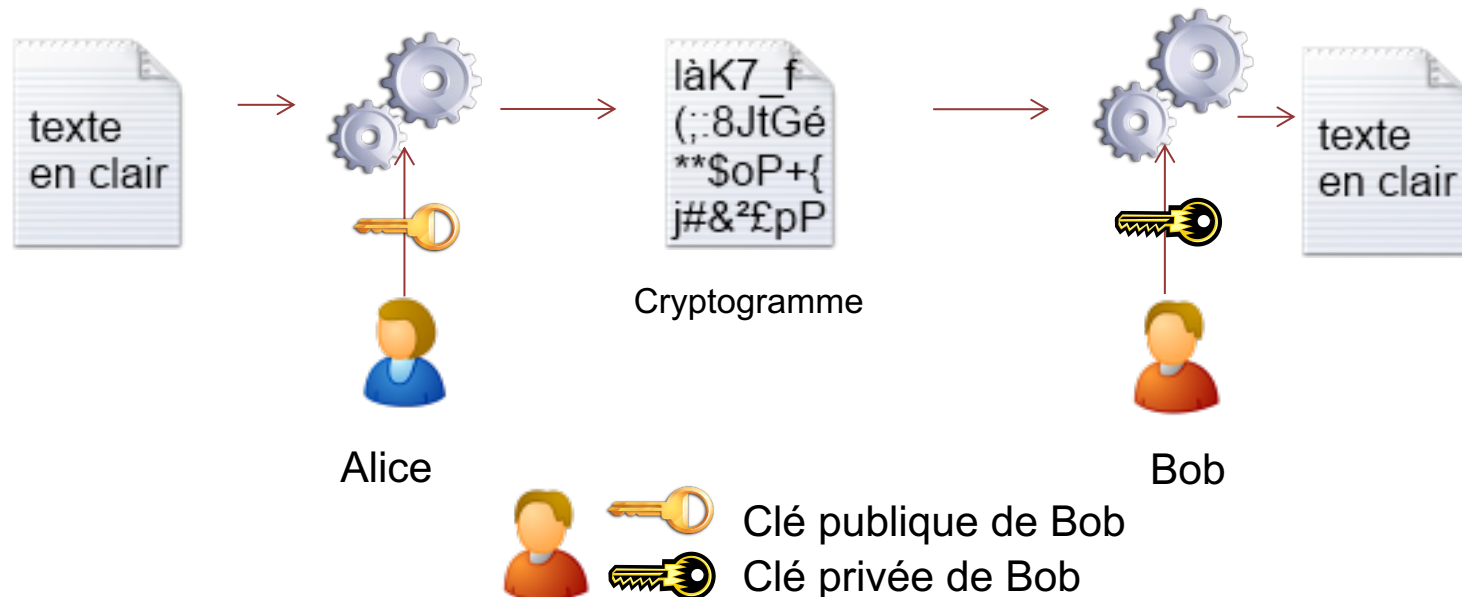 texte
en clair
làK7_f
(;:8JtGé
**$oP+{
j#&²£pP
texte
en clair
Cryptogramme
Alice
Bob
Clé publique de Bob
Clé privée de Bob